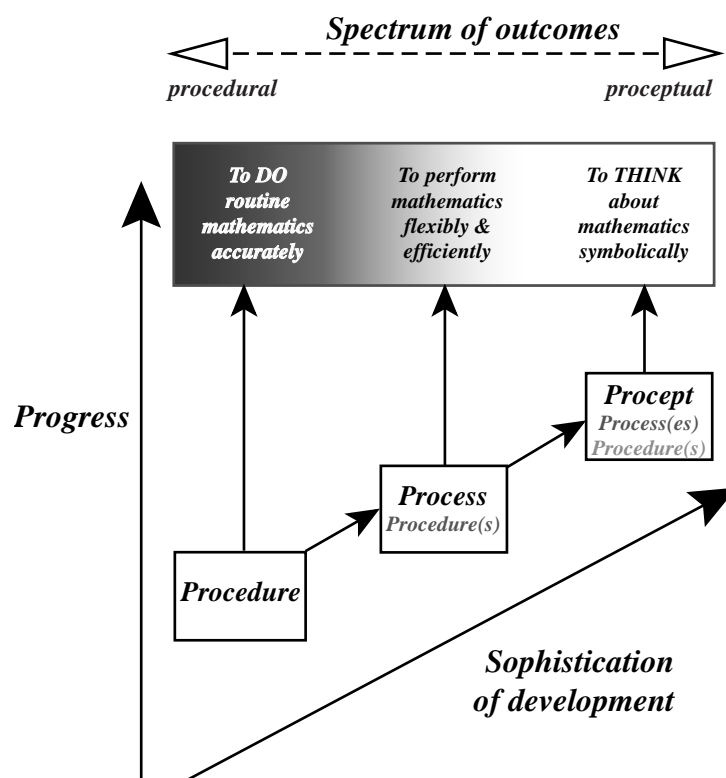 Spectrum of outcomes
procedural
proceptual
To DO
routine
mathematics
accurately
To perform
mathematics
flexibly &
efficiently
To THINK
about
mathematics
symbolically
Progress
Procept
Process(es)
Procedure(s)
Process
Procedure(s)
Procedure
Sophistication
of development